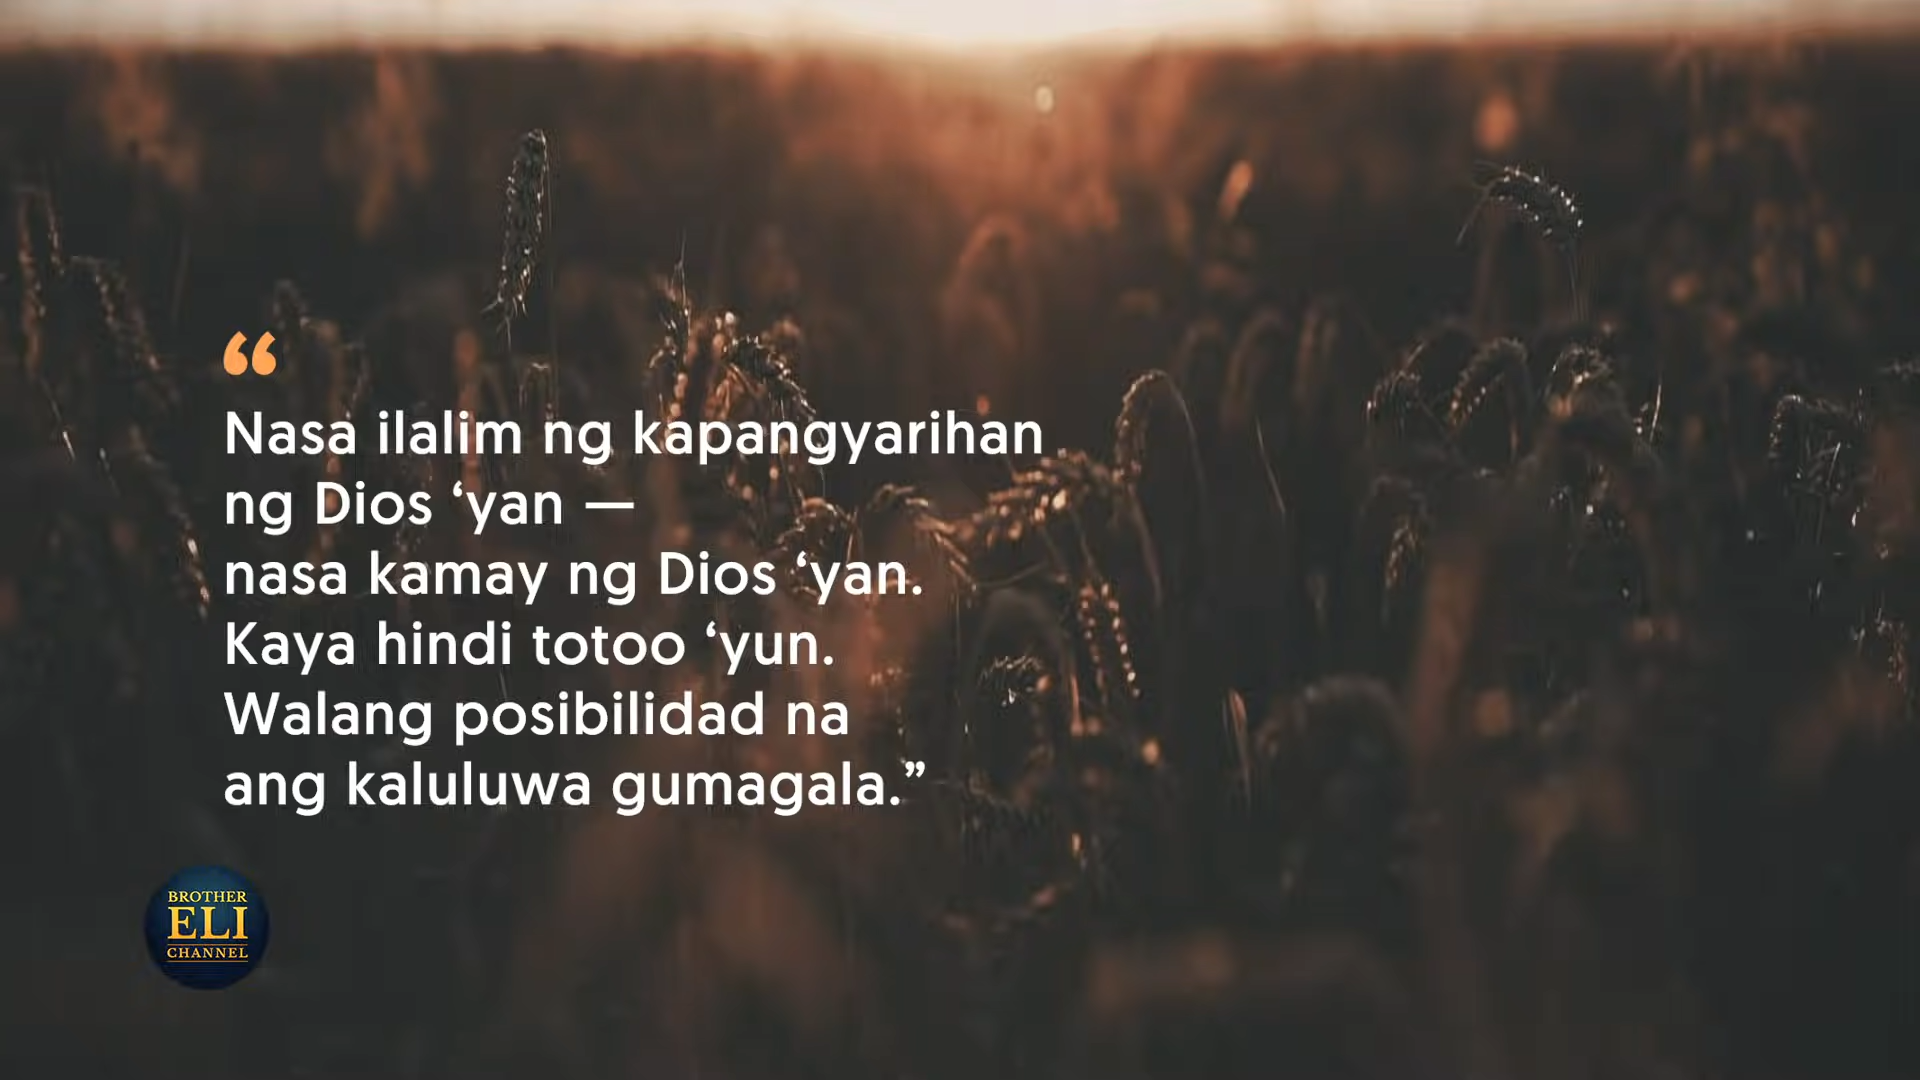 “
Nasa ilalim ng kapangyarihan
ng Dios ‘yan —
nasa kamay ng Dios ‘yan.
Kaya hindi totoo ‘yun.
Walang posibilidad na
ang kaluluwa gumagala.”
BROTHER
ELI
CHANNEL